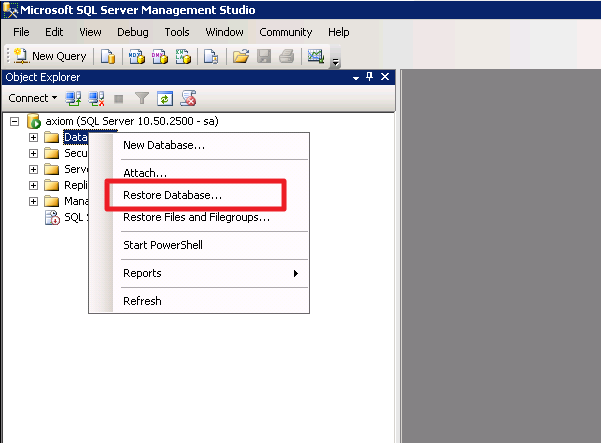 Microsoft SQL Server Management Studio
File Edit View Debug Tools Window Community Help
New Query
Object Explorer
Connect
axiom (SQL Server 10.50.2500 - sa)
Data
Secu
Serve
Repli
Mana
SQL S
New Database...
Attach...
Restore Database...
Restore Files and Filegroups...
Start PowerShell
Reports
Refresh